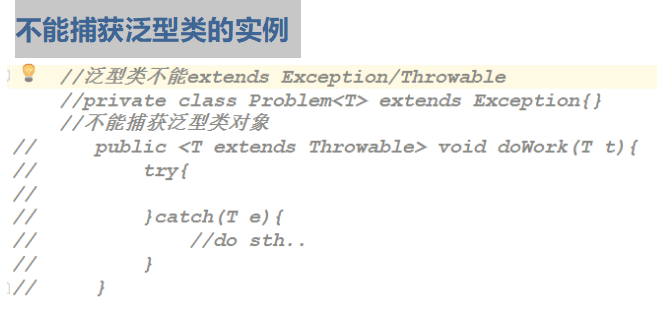 不能捕获泛型类的实例
//泛型类不能extends Exception/Throwable
//private class Problem<T> extends Exception{}
//不能捕获泛型类对象
//     public <T extends Throwable> void doWork(T t){
//         try{
//
//         }catch(T e){
//             //do sth..
//         }
//     }